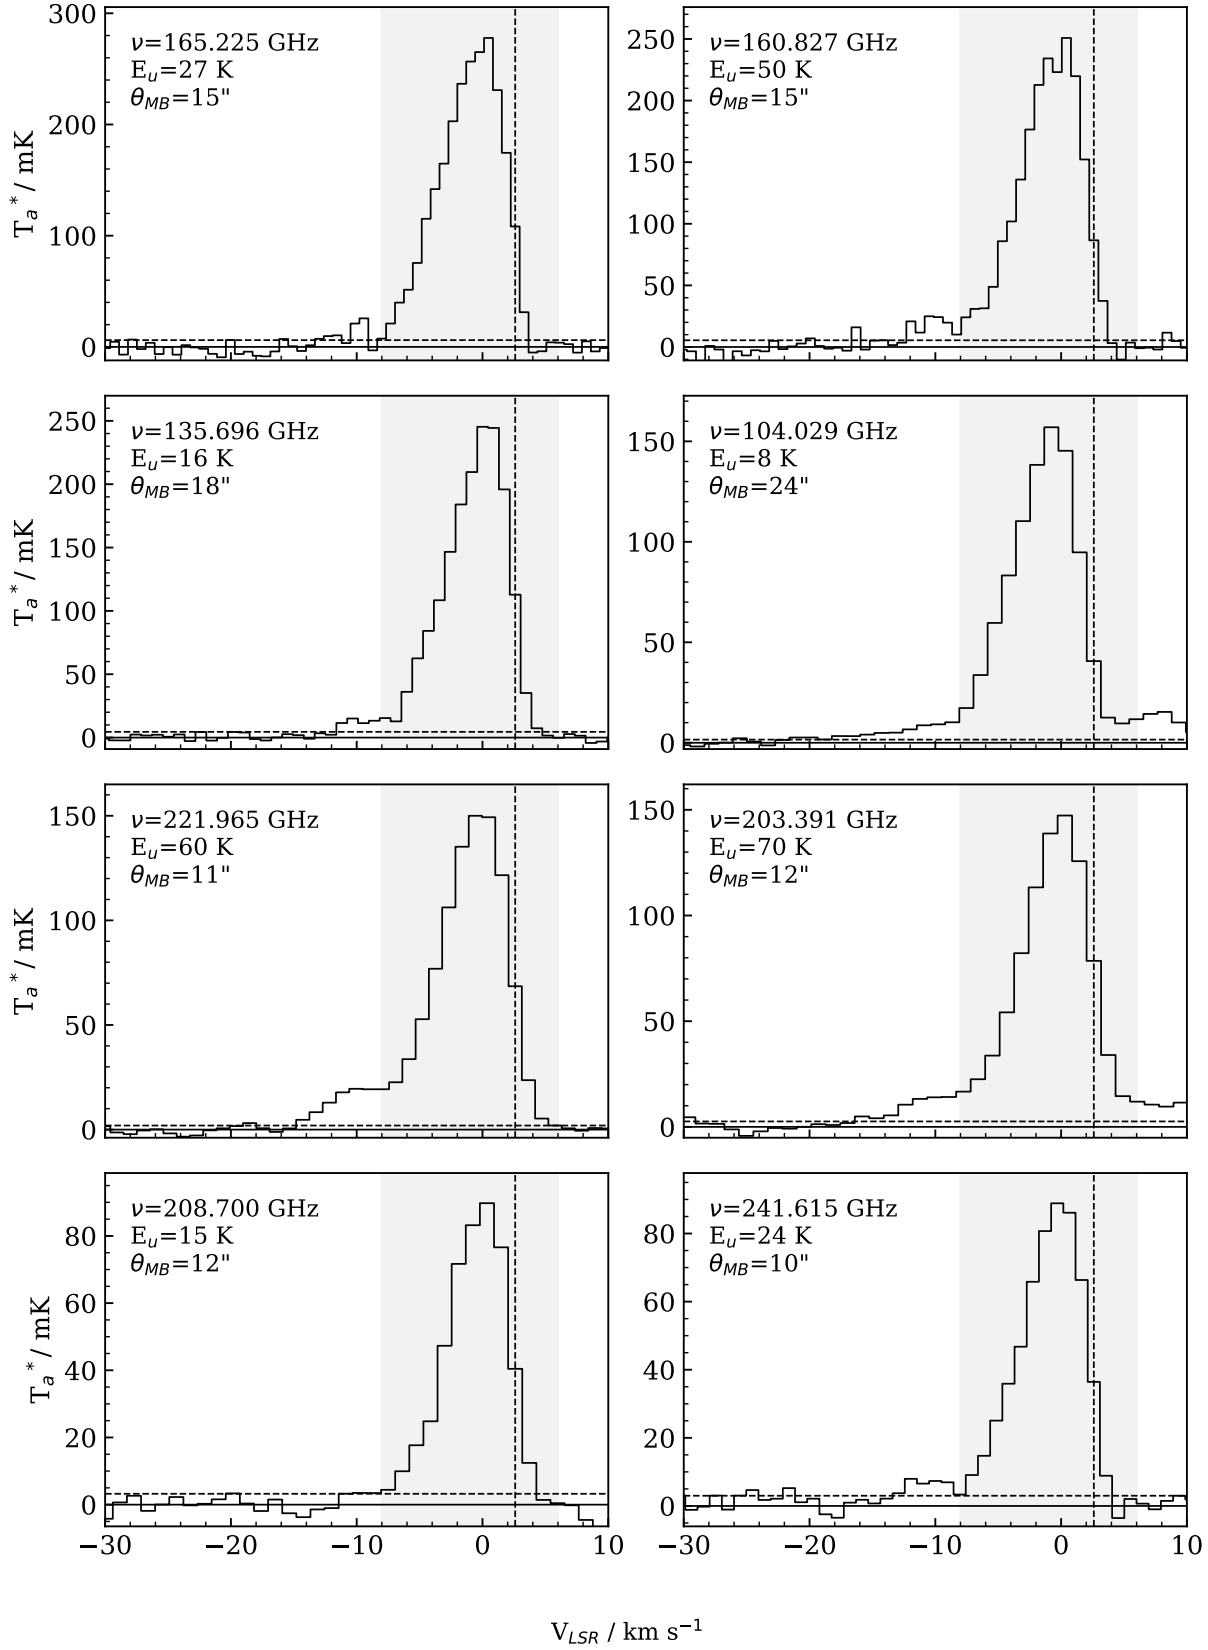 ν=165.225 GHz
E_u=27 K
θ_MB=15"
300
200
100
0
T_a* / mK
ν=160.827 GHz
E_u=50 K
θ_MB=15"
250
200
150
100
50
0
ν=135.696 GHz
E_u=16 K
θ_MB=18"
250
200
150
100
50
0
T_a* / mK
ν=104.029 GHz
E_u=8 K
θ_MB=24"
150
100
50
0
ν=221.965 GHz
E_u=60 K
θ_MB=11"
150
100
50
0
T_a* / mK
ν=203.391 GHz
E_u=70 K
θ_MB=12"
150
100
50
0
ν=208.700 GHz
E_u=15 K
θ_MB=12"
80
60
40
20
0
T_a* / mK
−30 −20 −10 0 10
ν=241.615 GHz
E_u=24 K
θ_MB=10"
80
60
40
20
0
−30 −20 −10 0 10
V_LSR / km s⁻¹